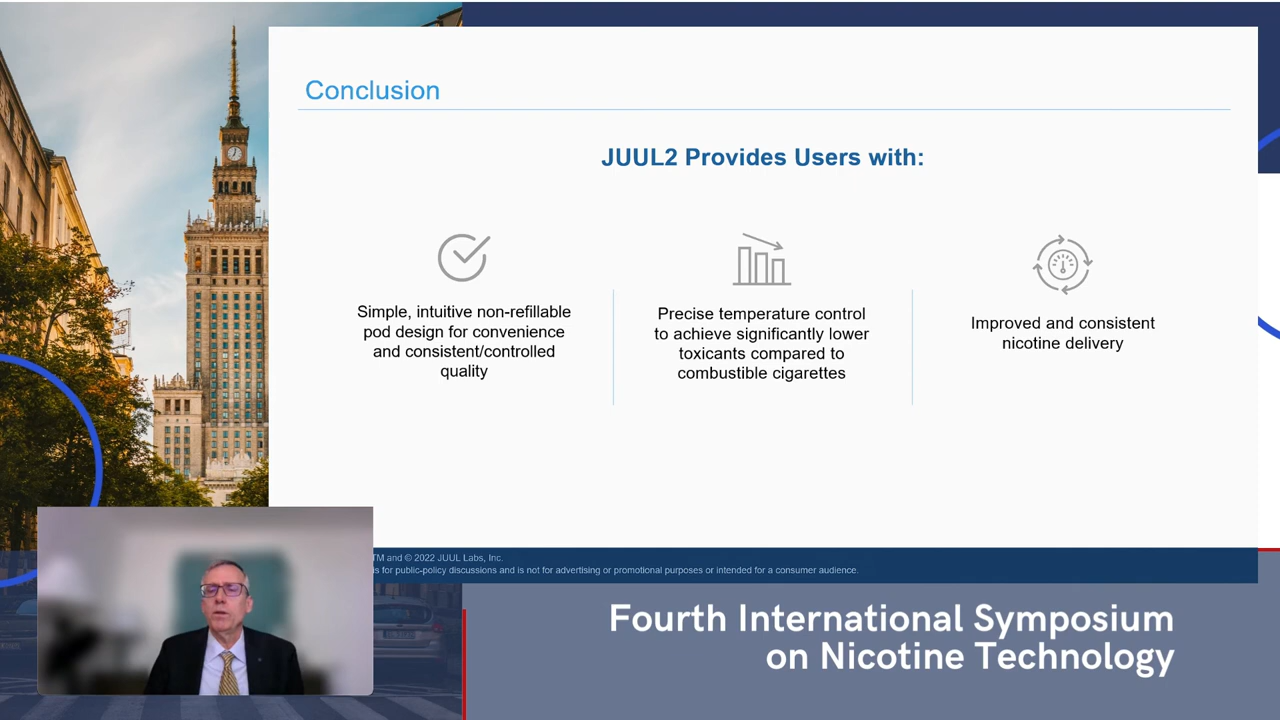 Conclusion
JUUL2 Provides Users with:
Simple, intuitive non-refillable
pod design for convenience
and consistent/controlled
quality
Precise temperature control
to achieve significantly lower
toxicants compared to
combustible cigarettes
Improved and consistent
nicotine delivery
TM and © 2022 JUUL Labs, Inc.
is for public-policy discussions and is not for advertising or promotional purposes or intended for a consumer audience.
Fourth International Symposium
on Nicotine Technology